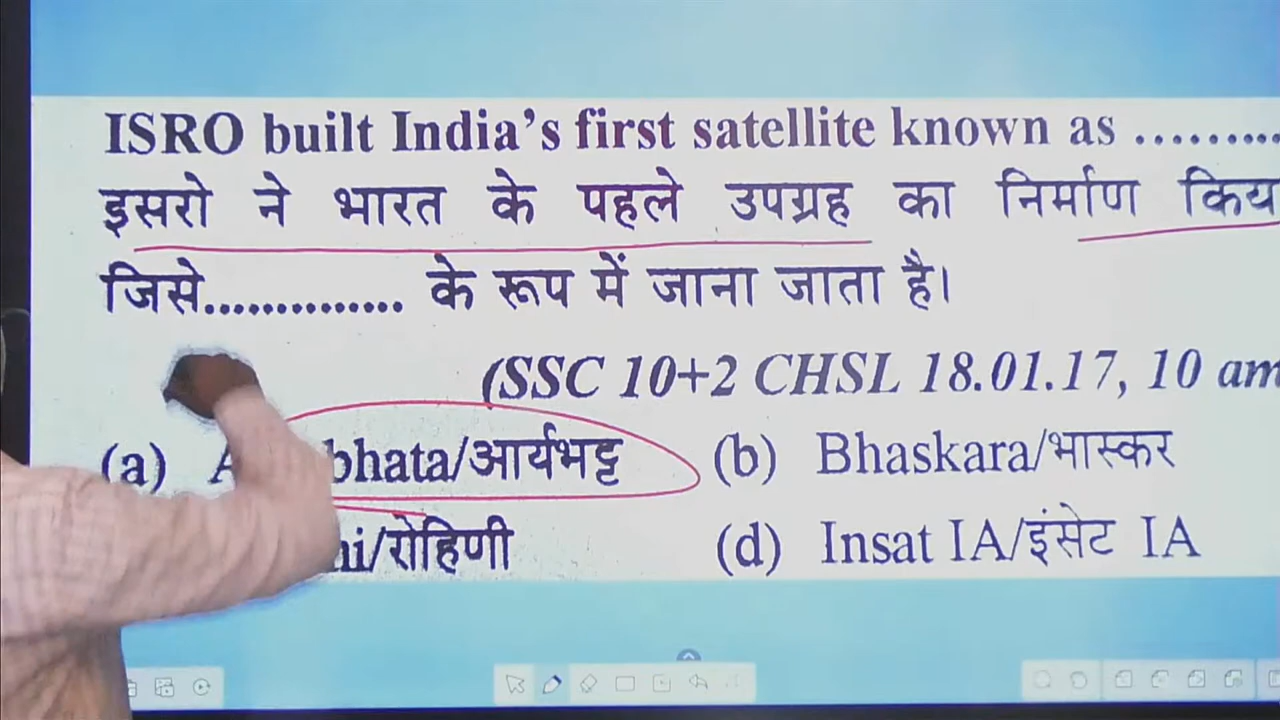 ISRO built India's first satellite known as .........
इसरो ने भारत के पहले उपग्रह का निर्माण किय
जिसे.............. के रूप में जाना जाता है।
(SSC 10+2 CHSL 18.01.17, 10 am
(a) bhata/आर्यभट्ट (b) Bhaskara/भास्कर
ni/रोहिणी (d) Insat IA/इंसेट IA